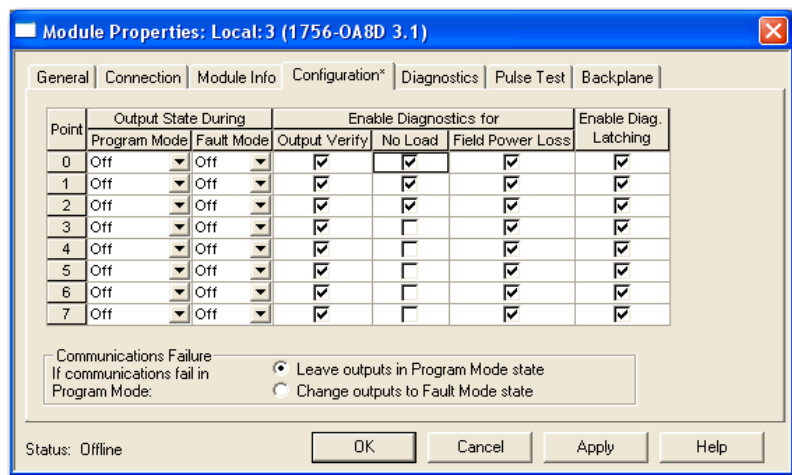 Module Properties: Local:3 (1756-OA8D 3.1)
General Connection Module Info Configuration* Diagnostics Pulse Test Backplane
Point Output State During Enable Diagnostics for Enable Diag. Latching
Program Mode Fault Mode Output Verify No Load Field Power Loss
0 Off Off
1 Off Off
2 Off Off
3 Off Off
4 Off Off
5 Off Off
6 Off Off
7 Off Off
Communications Failure
If communications fail in Program Mode:
Leave outputs in Program Mode state
Change outputs to Fault Mode state
Status: Offline
OK Cancel Apply Help